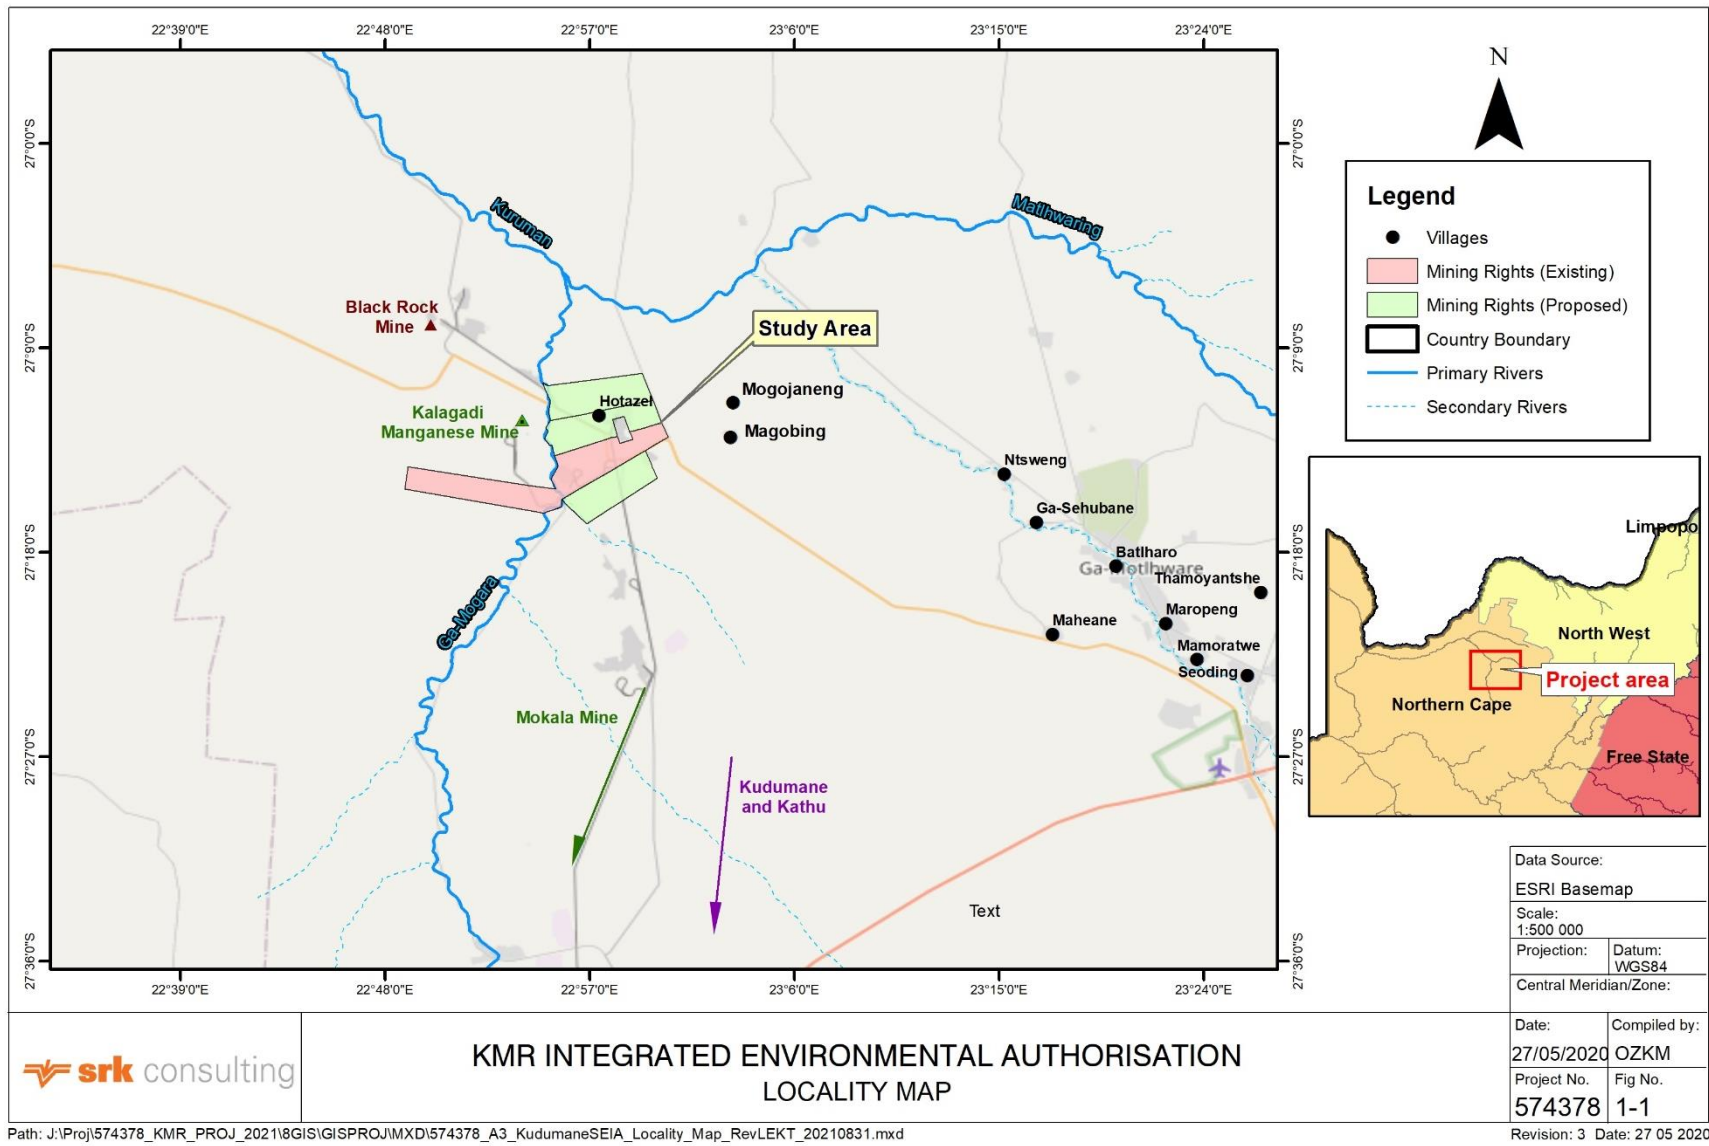 22°39'0"E 22°48'0"E 22°57'0"E 23°6'0"E 23°15'0"E 23°24'0"E
27°0'0"S
27°9'0"S
27°18'0"S
27°27'0"S
27°36'0"S
Kuruman
Matlhwaring
Black Rock
Mine
Study Area
Kalagadi
Manganese Mine
Hotazel
Mogojaneng
Magobing
Ntsweng
Ga-Sehubane
Batlharo
Ga-Motlhware
Thamoyantshe
Maropeng
Maheane
Mamoratwe
Seoding
Ga-Mogara
Mokala Mine
Kudumane
and Kathu
Text
27°0'0"S
27°9'0"S
27°18'0"S
27°27'0"S
27°36'0"S
22°39'0"E 22°48'0"E 22°57'0"E 23°6'0"E 23°15'0"E 23°24'0"E
N
Legend
Villages
Mining Rights (Existing)
Mining Rights (Proposed)
Country Boundary
Primary Rivers
Secondary Rivers
Limpopo
North West
Project area
Northern Cape
Free State
Data Source:
ESRI Basemap
Scale:
1:500 000
Projection: Datum:
WGS84
Central Meridian/Zone:
Date: Compiled by:
27/05/2020 OZKM
Project No. Fig No.
574378 1-1
srk consulting
KMR INTEGRATED ENVIRONMENTAL AUTHORISATION
LOCALITY MAP
Path: J:\Proj\574378_KMR_PROJ_2021\8GIS\GISPROJ\MXD\574378_A3_KudumaneSEIA_Locality_Map_RevLEKT_20210831.mxd
Revision: 3 Date: 27 05 2020